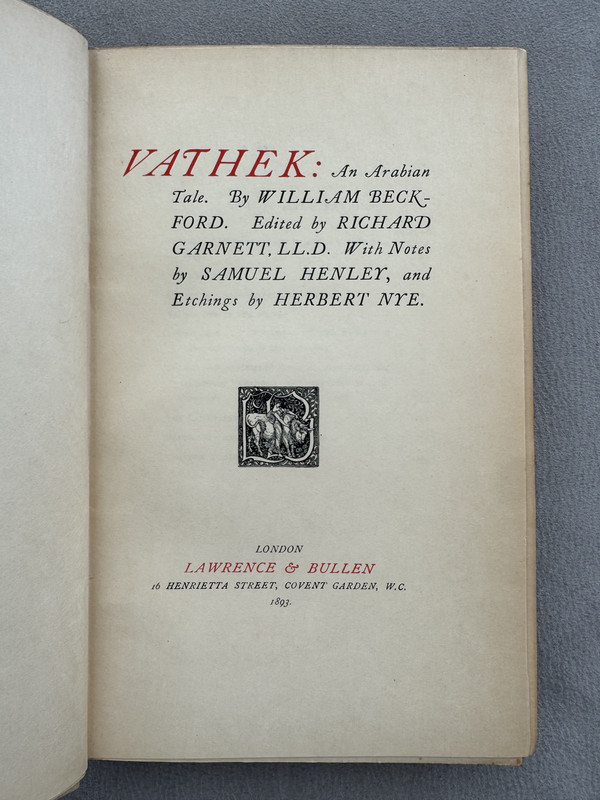 VATHEK: An Arabian
Tale. By WILLIAM BECK-
FORD. Edited by RICHARD
GARNETT, LL.D. With Notes
by SAMUEL HENLEY, and
Etchings by HERBERT NYE.
LONDON
LAWRENCE & BULLEN
16 HENRIETTA STREET, COVENT GARDEN, W.C.
1893.